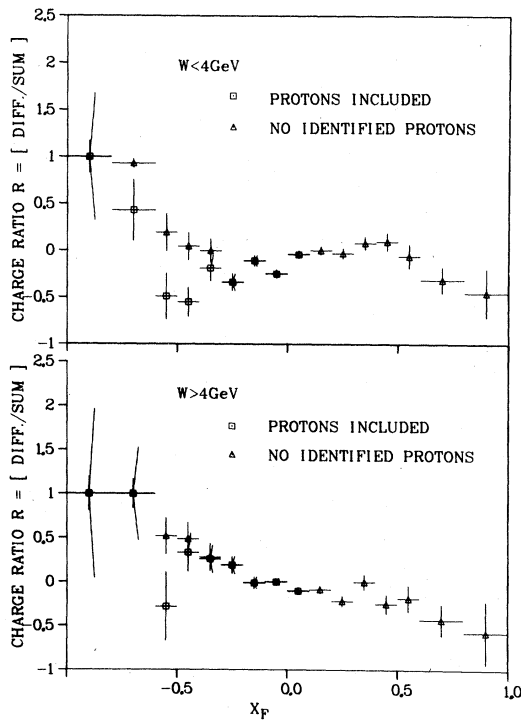 2.5
W<4GeV
2
PROTONS INCLUDED
1.5
NO IDENTIFIED PROTONS
1
0.5
0
-0.5
-1
CHARGE RATIO R = [ DIFF./SUM ]
2.5
W>4GeV
2
PROTONS INCLUDED
1.5
NO IDENTIFIED PROTONS
1
0.5
0
-0.5
-1
CHARGE RATIO R = [ DIFF./SUM ]
-0.5 0.0 0.5 1.0
X_F